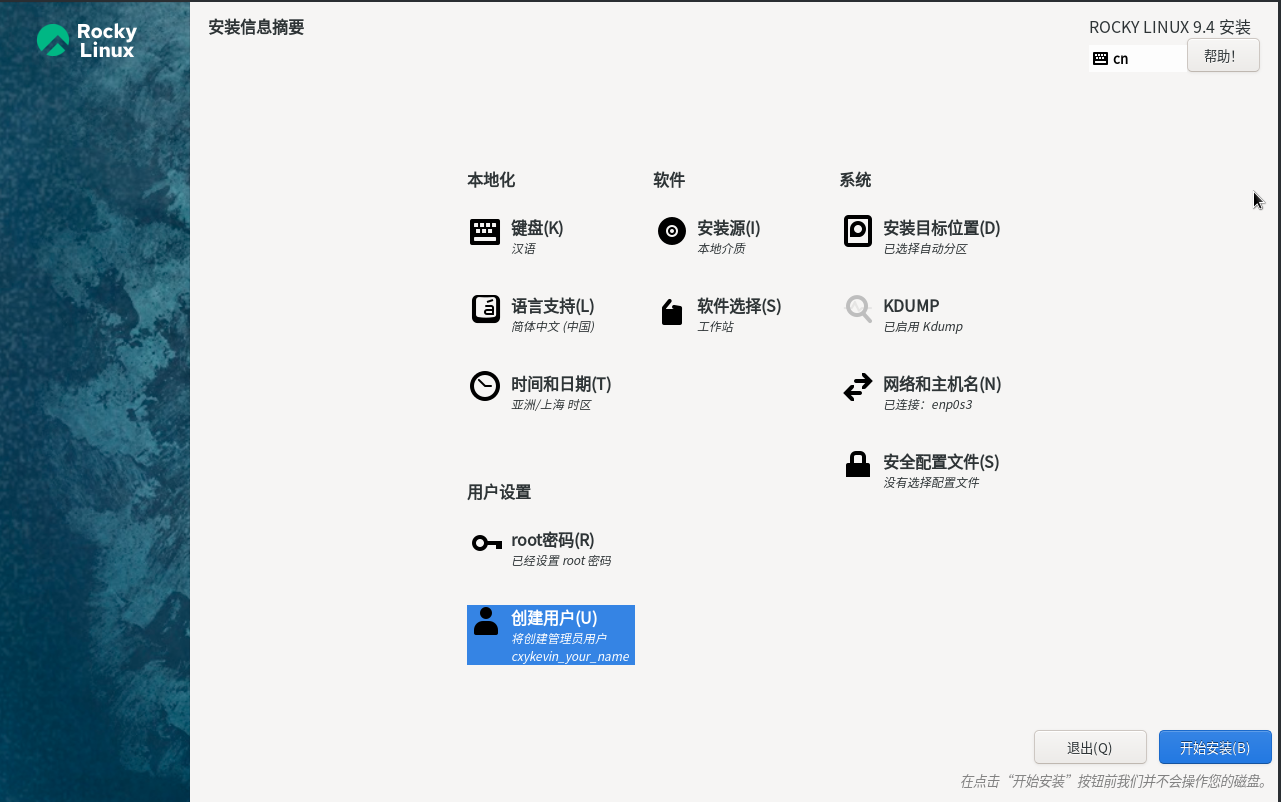 Rocky
Linux
安装信息摘要
ROCKY LINUX 9.4 安装
cn
帮助！
本地化
键盘(K)
汉语
语言支持(L)
简体中文 (中国)
时间和日期(T)
亚洲/上海 时区
软件
安装源(I)
本地介质
软件选择(S)
工作站
系统
安装目标位置(D)
已选择自动分区
KDUMP
已启用 Kdump
网络和主机名(N)
已连接：enp0s3
安全配置文件(S)
没有选择配置文件
用户设置
root密码(R)
已经设置 root 密码
创建用户(U)
将创建管理员用户
cxykevin_your_name
退出(Q)
开始安装(B)
在点击“开始安装”按钮前我们并不会操作您的磁盘。